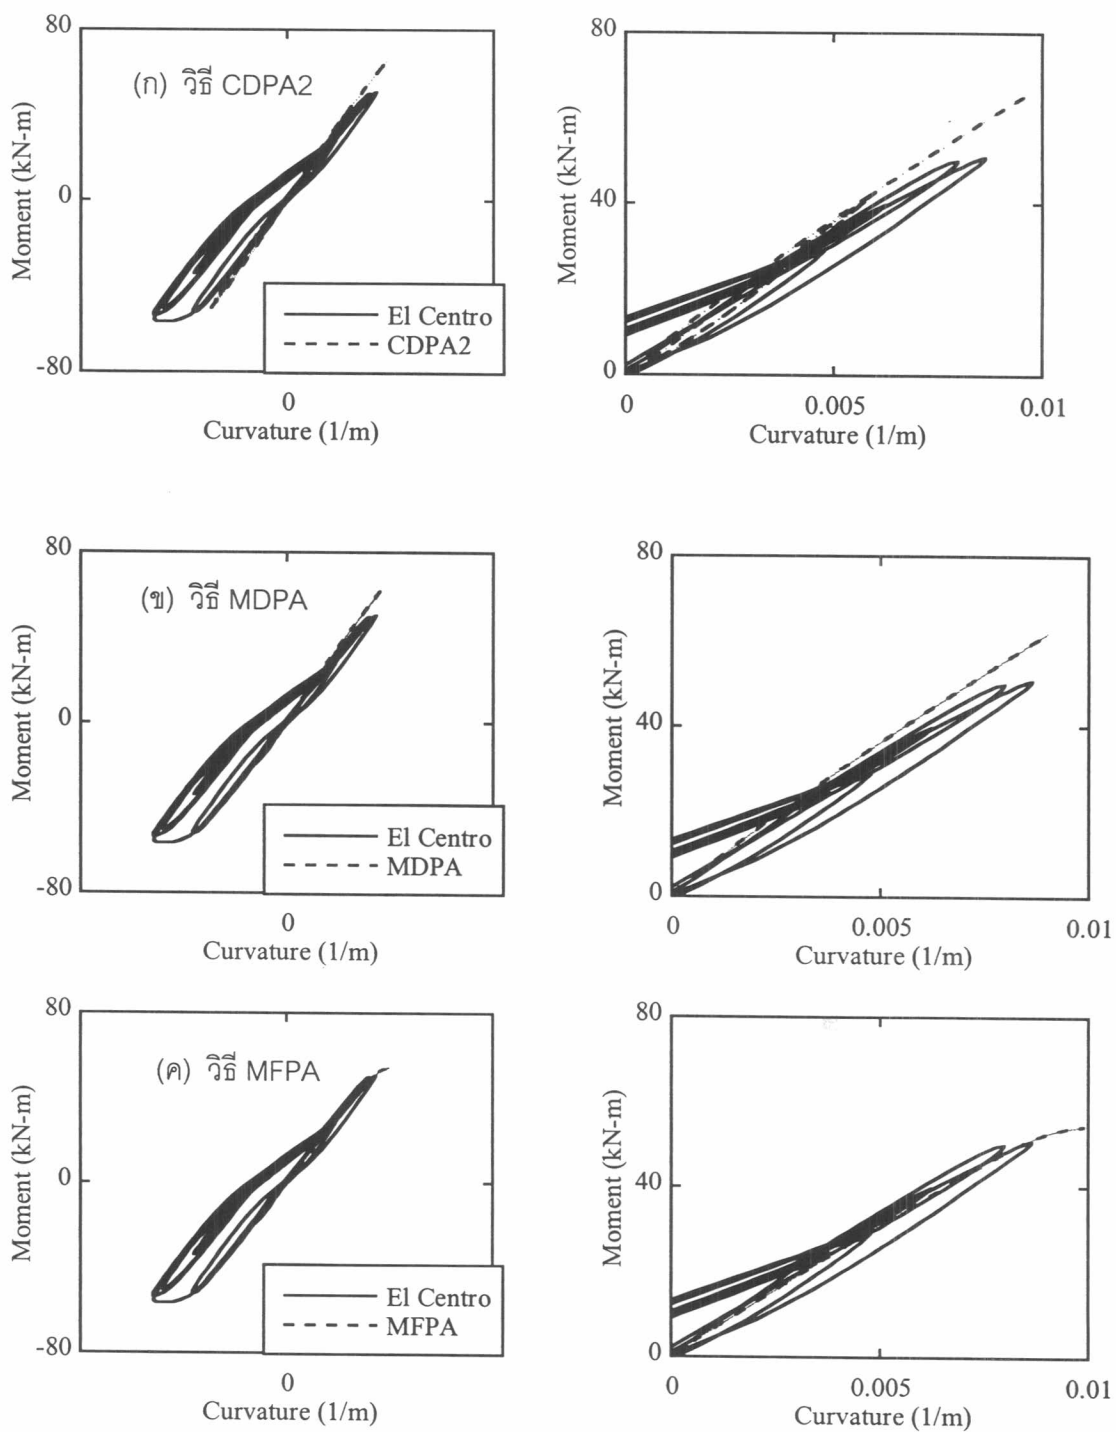 80
(ก) วิธี CDPA2
Moment (kN-m)
0
El Centro
CDPA2
-80
0
Curvature (1/m)
80
Moment (kN-m)
40
0
0 0.005 0.01
Curvature (1/m)
80
(ข) วิธี MDPA
Moment (kN-m)
0
El Centro
MDPA
-80
0
Curvature (1/m)
80
Moment (kN-m)
40
0
0 0.005 0.01
Curvature (1/m)
80
(ค) วิธี MFPA
Moment (kN-m)
0
El Centro
MFPA
-80
0
Curvature (1/m)
80
Moment (kN-m)
40
0
0 0.005 0.01
Curvature (1/m)